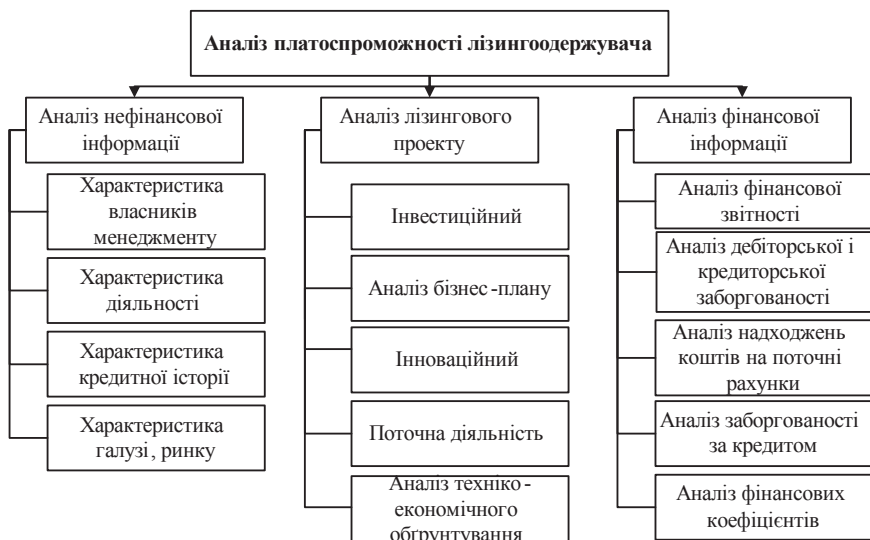 Аналіз платоспроможності лізингоодержувача
Аналіз нефінансової
інформації
Характеристика
власників
менеджменту
Характеристика
діяльності
Характеристика
кредитної історії
Характеристика
галузі, ринку
Аналіз лізингового
проекту
Інвестиційний
Аналіз бізнес-плану
Інноваційний
Поточна діяльність
Аналіз техніко-
економічного
обґрунтування
Аналіз фінансової
інформації
Аналіз фінансової
звітності
Аналіз дебіторської і
кредиторської
заборгованості
Аналіз надходжень
коштів на поточні
рахунки
Аналіз заборгованості
за кредитом
Аналіз фінансових
коефіцієнтів